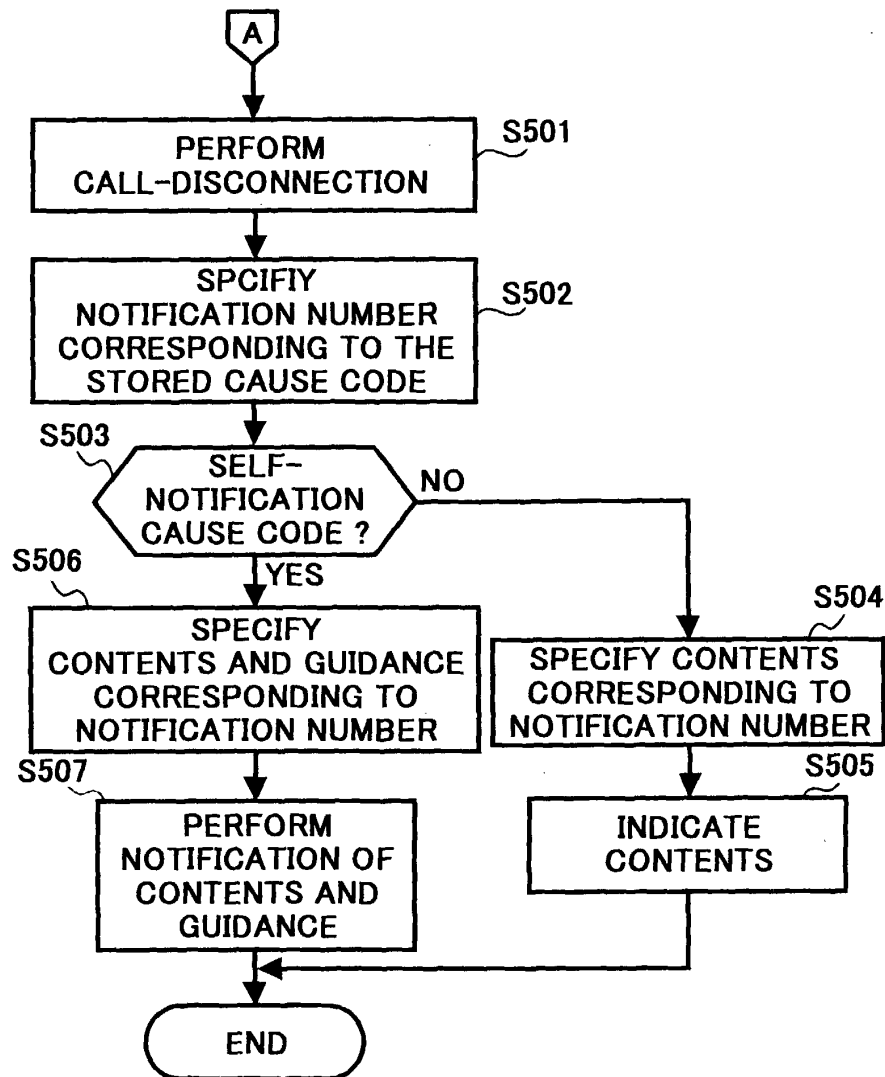 A
S501
PERFORM
CALL-DISCONNECTION
S502
SPCIFIY
NOTIFICATION NUMBER
CORRESPONDING TO THE
STORED CAUSE CODE
S503
SELF-
NOTIFICATION
CAUSE CODE ?
NO
YES
S506
SPECIFY
CONTENTS AND GUIDANCE
CORRESPONDING TO
NOTIFICATION NUMBER
S504
SPECIFY CONTENTS
CORRESPONDING TO
NOTIFICATION NUMBER
S507
PERFORM
NOTIFICATION OF
CONTENTS AND
GUIDANCE
S505
INDICATE
CONTENTS
END